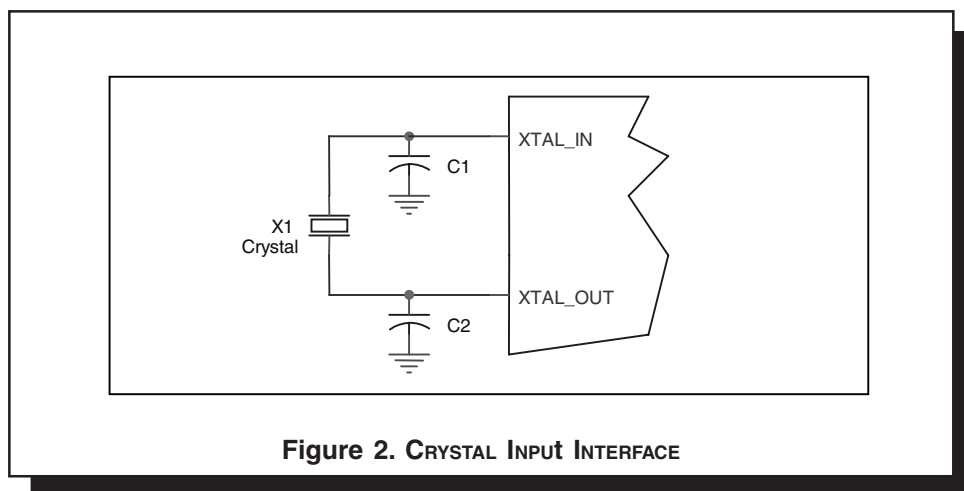 XTAL_IN
C1
X1
Crystal
XTAL_OUT
C2
Figure 2. CRYSTAL INPUt INTERFACE